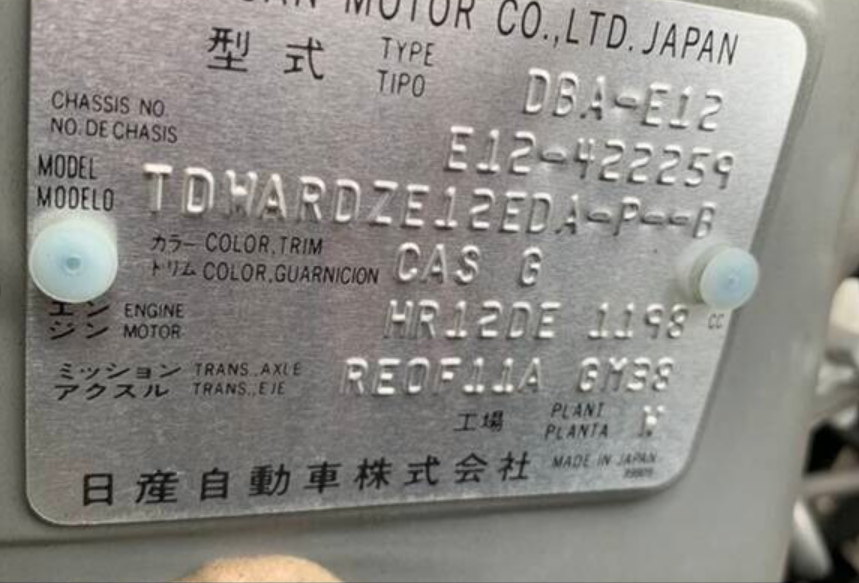 MOTOR CO.,LTD. JAPAN
型式 TYPE TIPO DBA-E12
CHASSIS NO.
NO. DE CHASIS E12-422259
MODEL
MODELO TDWARDZE12EDA-P--B
カラー COLOR,TRIM
トリム COLOR,GUARNICION CAS G
エン ENGINE
ジン MOTOR HR12DE 1198 CC
ミッション TRANS.,AXLE
アクスル TRANS.,EJE RE0F11A GM38
工場 PLANT
PLANTA
日産自動車株式会社 MADE IN JAPAN